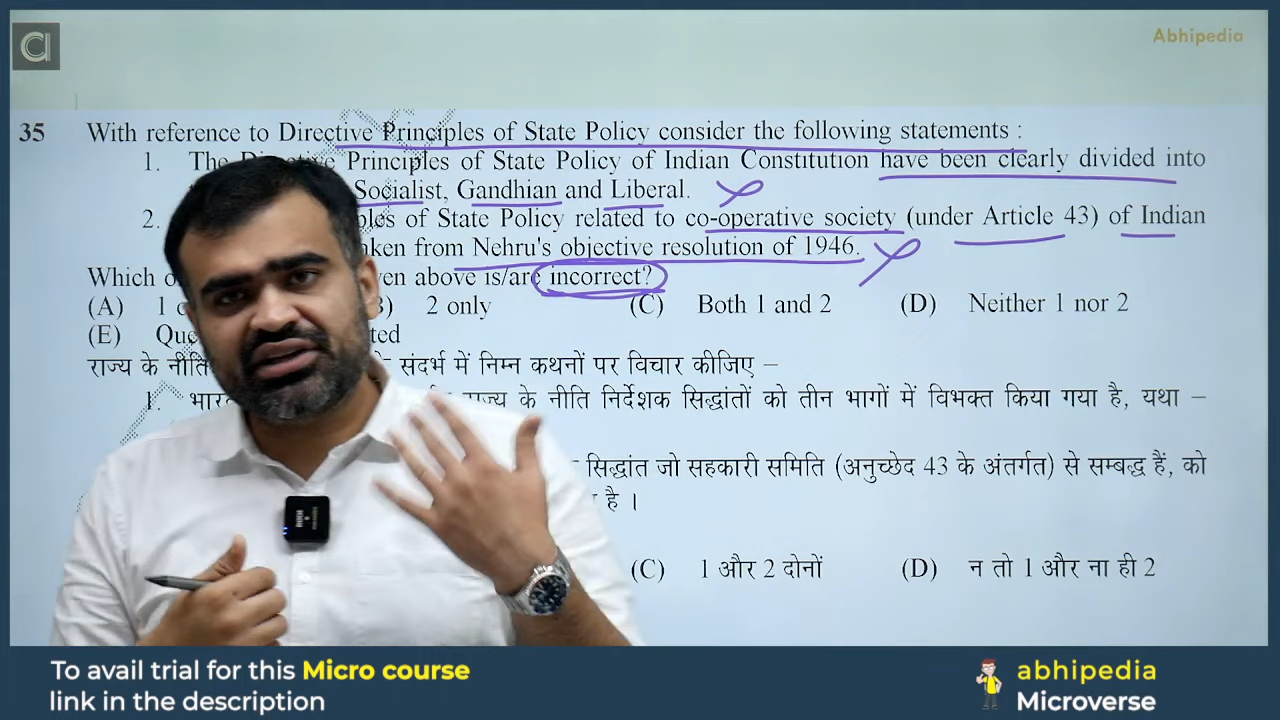 Abhipedia
35 With reference to Directive Principles of State Policy consider the following statements :
1. The Directive Principles of State Policy of Indian Constitution have been clearly divided into
Socialist, Gandhian and Liberal.
2. of State Policy related to co-operative society (under Article 43) of Indian
from Nehru's objective resolution of 1946.
Which above is/are incorrect?
(A) 1 2 only (C) Both 1 and 2 (D) Neither 1 nor 2
(E)
राज्य के संदर्भ में निम्न कथनों पर विचार कीजिए –
1. के नीति निर्देशक सिद्धांतों को तीन भागों में विभक्त किया गया है, यथा –
सिद्धांत जो सहकारी समिति (अनुच्छेद 43 के अंतर्गत) से सम्बद्ध हैं, को
है ।
(C) 1 और 2 दोनों (D) न तो 1 और ना ही 2
To avail trial for this Micro course
link in the description
abhipedia
Microverse